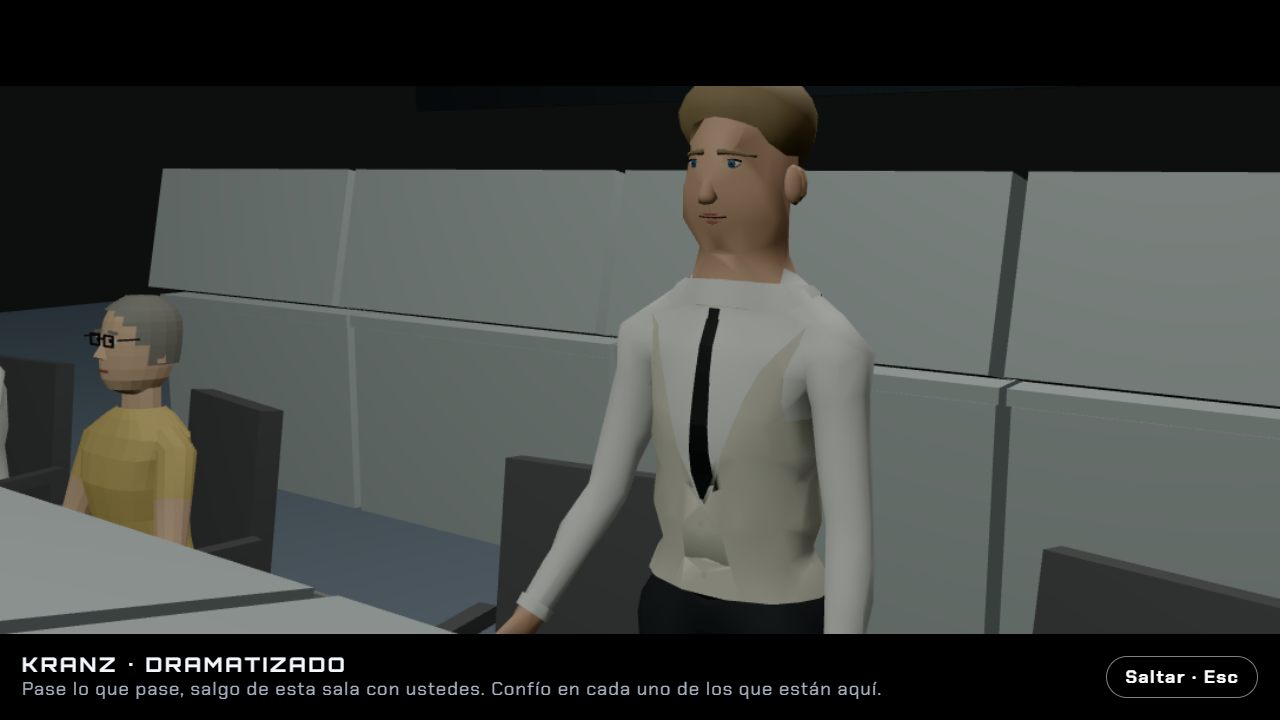 KRANZ · DRAMATIZADO
Pase lo que pase, salgo de esta sala con ustedes. Confío en cada uno de los que están aquí.
Saltar · Esc